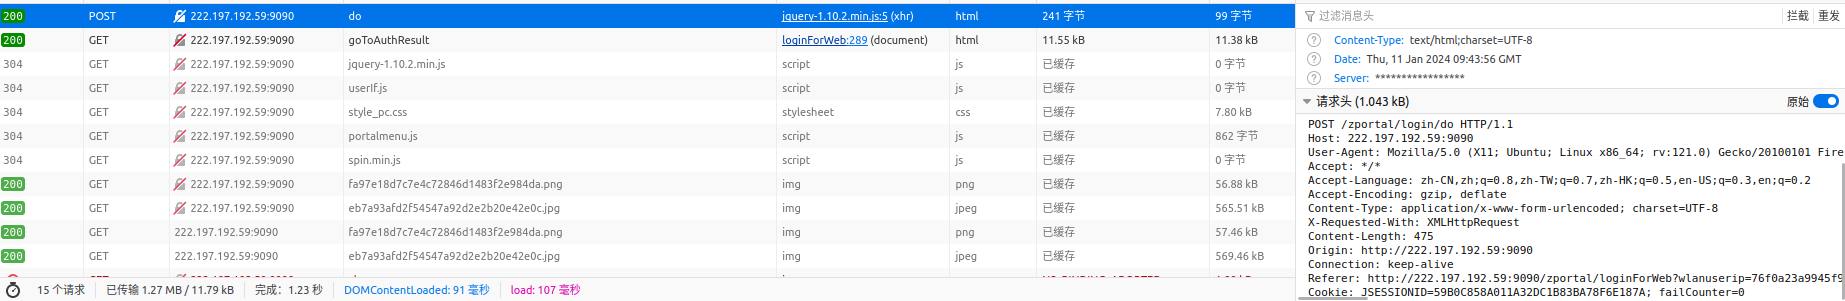 200 POST 222.197.192.59:9090 do jquery-1.10.2.min.js:5 (xhr) html 241 字节 99 字节
200 GET 222.197.192.59:9090 goToAuthResult loginForWeb:289 (document) html 11.55 kB 11.38 kB
304 GET 222.197.192.59:9090 jquery-1.10.2.min.js script js 已缓存 0 字节
304 GET 222.197.192.59:9090 userIf.js script js 已缓存 0 字节
304 GET 222.197.192.59:9090 style_pc.css stylesheet css 已缓存 7.80 kB
304 GET 222.197.192.59:9090 portalmenu.js script js 已缓存 862 字节
304 GET 222.197.192.59:9090 spin.min.js script js 已缓存 0 字节
200 GET 222.197.192.59:9090 fa97e18d7c7e4c72846d1483f2e984da.png img png 已缓存 56.88 kB
200 GET 222.197.192.59:9090 eb7a93afd2f54547a92d2e2b20e42e0c.jpg img jpeg 已缓存 565.51 kB
200 GET 222.197.192.59:9090 fa97e18d7c7e4c72846d1483f2e984da.png img png 已缓存 57.46 kB
200 GET 222.197.192.59:9090 eb7a93afd2f54547a92d2e2b20e42e0c.jpg img jpeg 已缓存 569.46 kB
15 个请求 已传输 1.27 MB / 11.79 kB 完成：1.23 秒 DOMContentLoaded: 91 毫秒 load: 107 毫秒
过滤消息头 拦截 重发
Content-Type: text/html;charset=UTF-8
Date: Thu, 11 Jan 2024 09:43:56 GMT
Server: *****************
请求头 (1.043 kB) 原始
POST /zportal/login/do HTTP/1.1
Host: 222.197.192.59:9090
User-Agent: Mozilla/5.0 (X11; Ubuntu; Linux x86_64; rv:121.0) Gecko/20100101 Fire
Accept: */*
Accept-Language: zh-CN,zh;q=0.8,zh-TW;q=0.7,zh-HK;q=0.5,en-US;q=0.3,en;q=0.2
Accept-Encoding: gzip, deflate
Content-Type: application/x-www-form-urlencoded; charset=UTF-8
X-Requested-With: XMLHttpRequest
Content-Length: 475
Origin: http://222.197.192.59:9090
Connection: keep-alive
Referer: http://222.197.192.59:9090/zportal/loginForWeb?wlanuserip=76f0a23a9945f9
Cookie: JSESSIONID=59B0C858A011A32DC1B83BA78F6E187A; failCounter=0